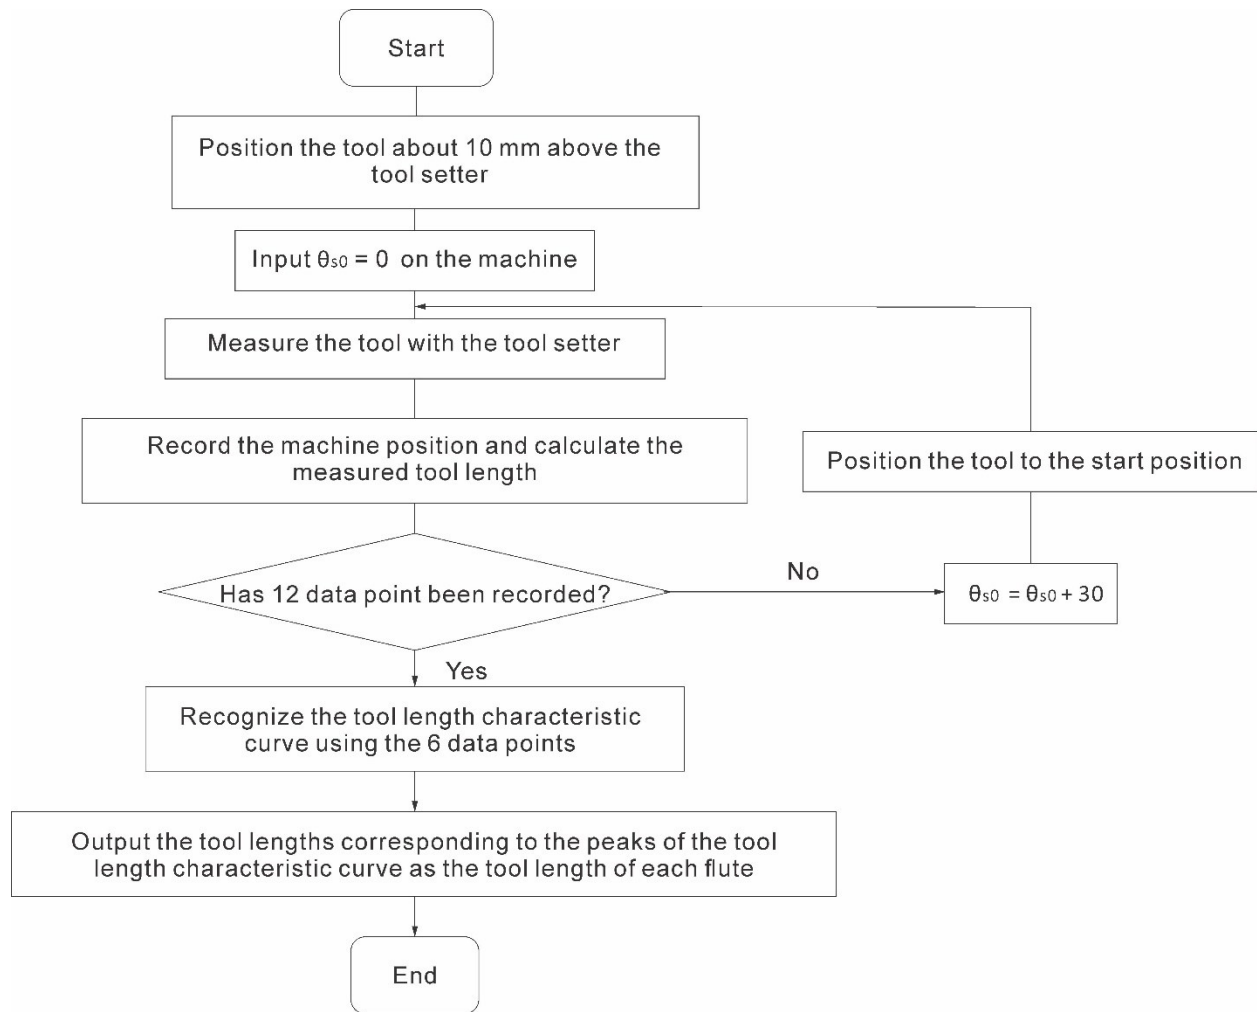 Start
Position the tool about 10 mm above the
tool setter
Input θs0 = 0 on the machine
Measure the tool with the tool setter
Record the machine position and calculate the
measured tool length
Position the tool to the start position
Has 12 data point been recorded?
No
θs0 = θs0 + 30
Yes
Recognize the tool length characteristic
curve using the 6 data points
Output the tool lengths corresponding to the peaks of the tool
length characteristic curve as the tool length of each flute
End